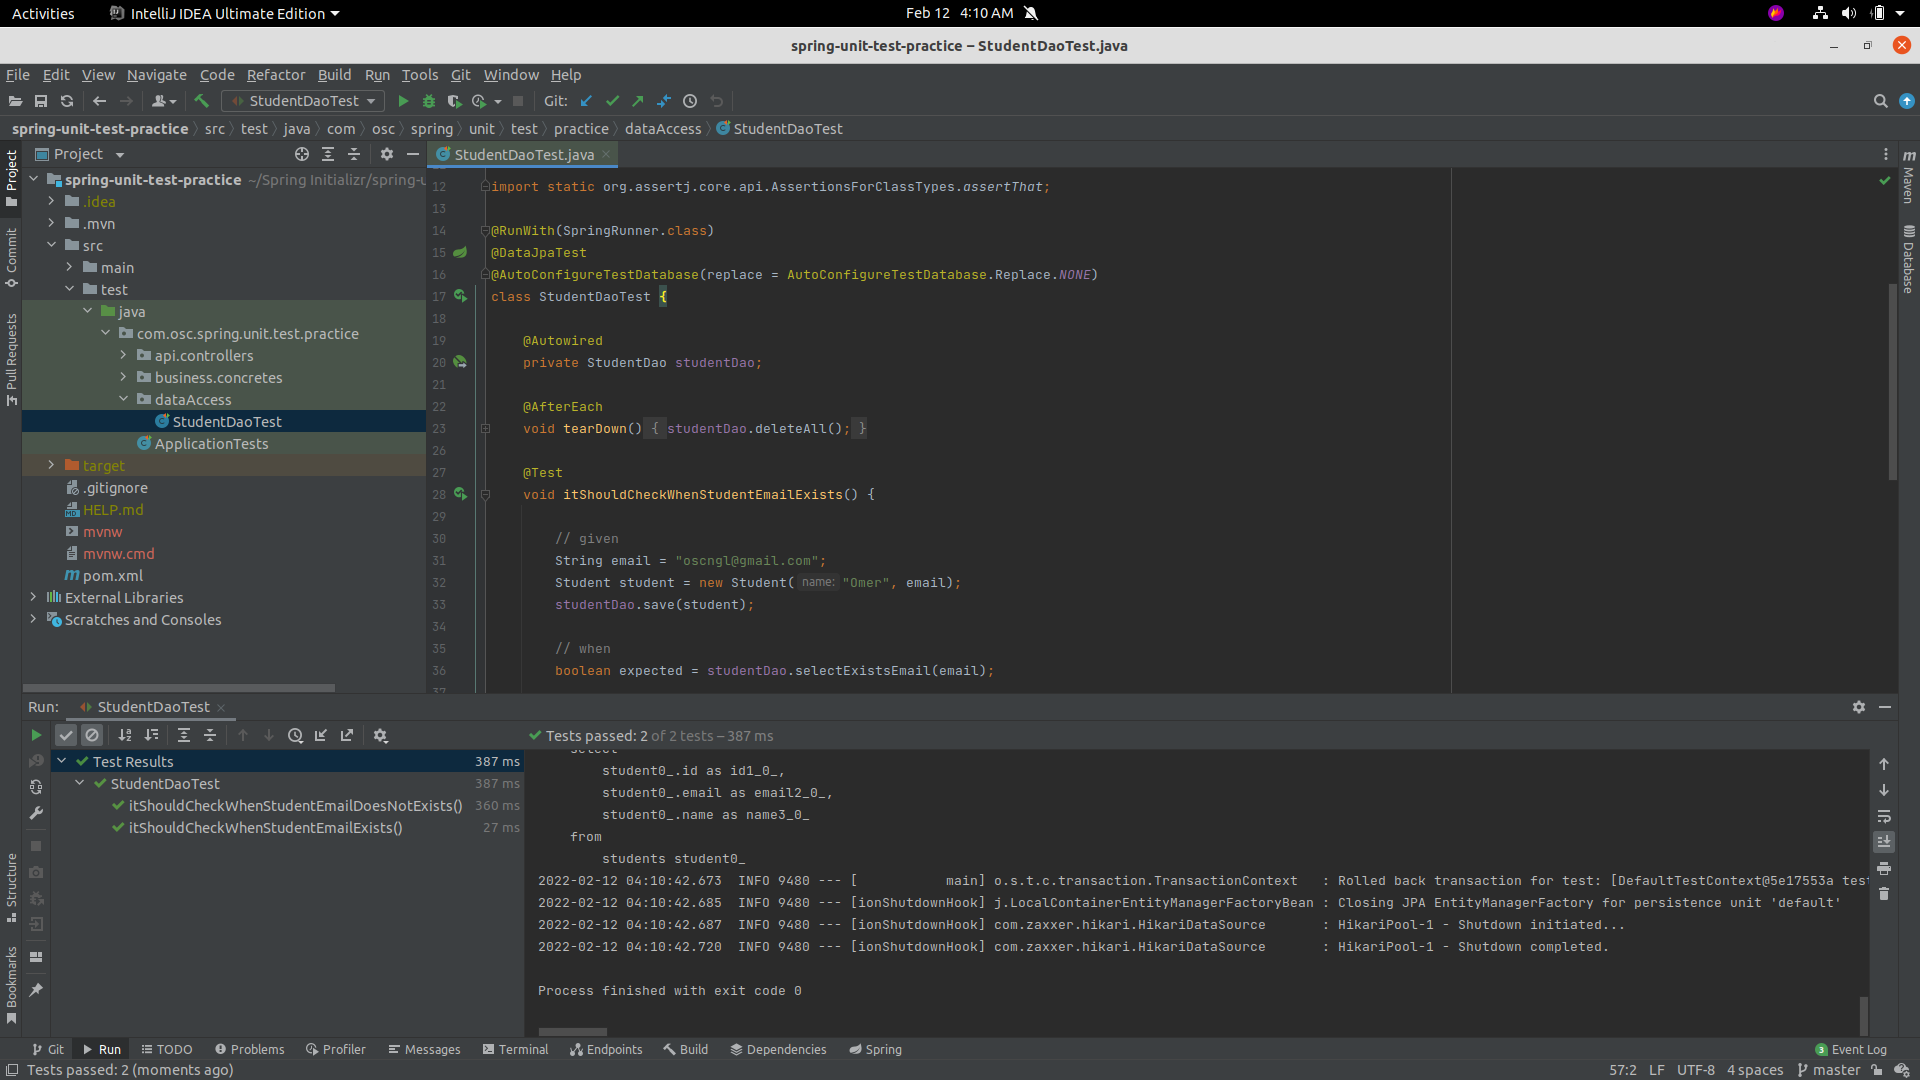 Activities IntelliJ IDEA Ultimate Edition Feb 12 4:10 AM
spring-unit-test-practice – StudentDaoTest.java
File Edit View Navigate Code Refactor Build Run Tools Git Window Help
StudentDaoTest Git:
spring-unit-test-practice src test java com osc spring unit test practice dataAccess StudentDaoTest
Project
StudentDaoTest.java
Project
Commit
Pull Requests
Structure
Bookmarks
Maven
Database
spring-unit-test-practice ~/Spring Initializr/spring-u
.idea
.mvn
src
main
test
java
com.osc.spring.unit.test.practice
api.controllers
business.concretes
dataAccess
StudentDaoTest
ApplicationTests
target
.gitignore
HELP.md
mvnw
mvnw.cmd
pom.xml
External Libraries
Scratches and Consoles
12 import static org.assertj.core.api.AssertionsForClassTypes.assertThat;
13
14 @RunWith(SpringRunner.class)
15 @DataJpaTest
16 @AutoConfigureTestDatabase(replace = AutoConfigureTestDatabase.Replace.NONE)
17 class StudentDaoTest {
18
19 @Autowired
20 private StudentDao studentDao;
21
22 @AfterEach
23 void tearDown() { studentDao.deleteAll(); }
26
27 @Test
28 void itShouldCheckWhenStudentEmailExists() {
29
30 // given
31 String email = "oscngl@gmail.com";
32 Student student = new Student( name: "Omer", email);
33 studentDao.save(student);
34
35 // when
36 boolean expected = studentDao.selectExistsEmail(email);
37
Run: StudentDaoTest
Tests passed: 2 of 2 tests – 387 ms
Test Results 387 ms
StudentDaoTest 387 ms
itShouldCheckWhenStudentEmailDoesNotExists() 360 ms
itShouldCheckWhenStudentEmailExists() 27 ms
select
student0_.id as id1_0_,
student0_.email as email2_0_,
student0_.name as name3_0_
from
students student0_
2022-02-12 04:10:42.673 INFO 9480 --- [ main] o.s.t.c.transaction.TransactionContext : Rolled back transaction for test: [DefaultTestContext@5e17553a test
2022-02-12 04:10:42.685 INFO 9480 --- [ionShutdownHook] j.LocalContainerEntityManagerFactoryBean : Closing JPA EntityManagerFactory for persistence unit 'default'
2022-02-12 04:10:42.687 INFO 9480 --- [ionShutdownHook] com.zaxxer.hikari.HikariDataSource : HikariPool-1 - Shutdown initiated...
2022-02-12 04:10:42.720 INFO 9480 --- [ionShutdownHook] com.zaxxer.hikari.HikariDataSource : HikariPool-1 - Shutdown completed.
Process finished with exit code 0
Git Run TODO Problems Profiler Messages Terminal Endpoints Build Dependencies Spring 3 Event Log
Tests passed: 2 (moments ago) 57:2 LF UTF-8 4 spaces master